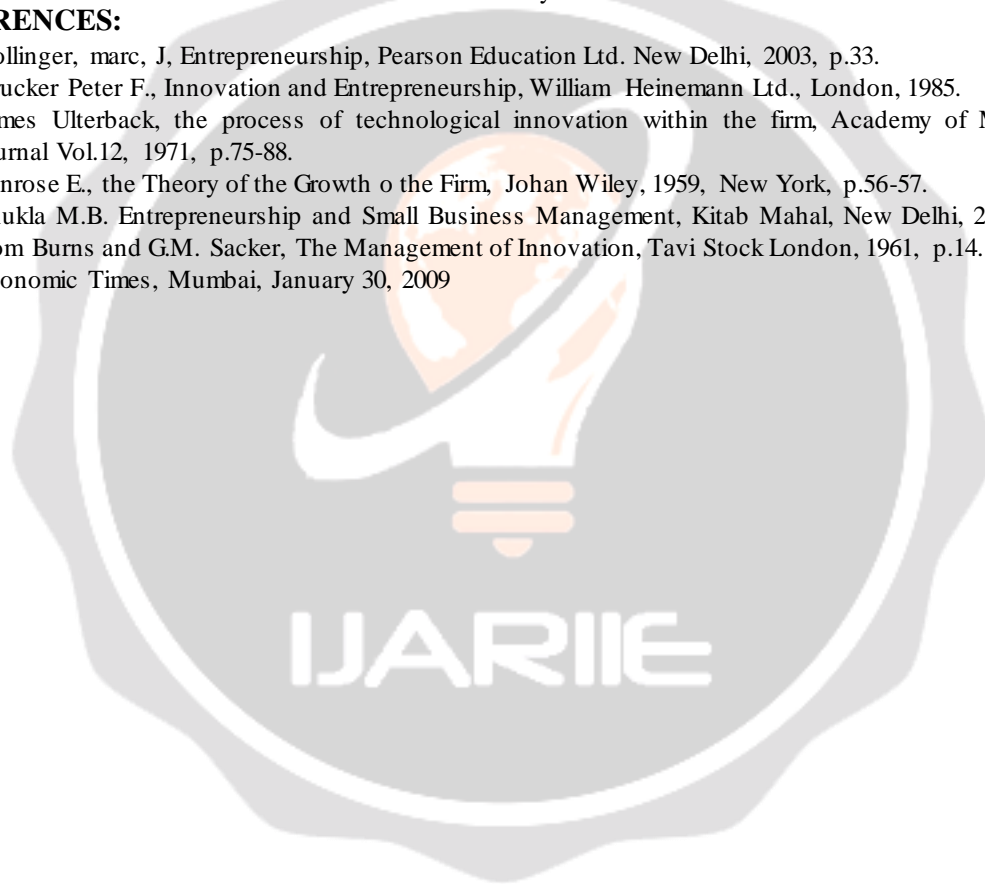 RENCES:
ollinger, marc, J, Entrepreneurship, Pearson Education Ltd. New Delhi, 2003, p.33.
rucker Peter F., Innovation and Entrepreneurship, William Heinemann Ltd., London, 1985.
mes Ulterback, the process of technological innovation within the firm, Academy of M
urnal Vol.12, 1971, p.75-88.
nrose E., the Theory of the Growth o the Firm, Johan Wiley, 1959, New York, p.56-57.
ukla M.B. Entrepreneurship and Small Business Management, Kitab Mahal, New Delhi, 2
om Burns and G.M. Sacker, The Management of Innovation, Tavi Stock London, 1961, p.14.
onomic Times, Mumbai, January 30, 2009
IJARIIE